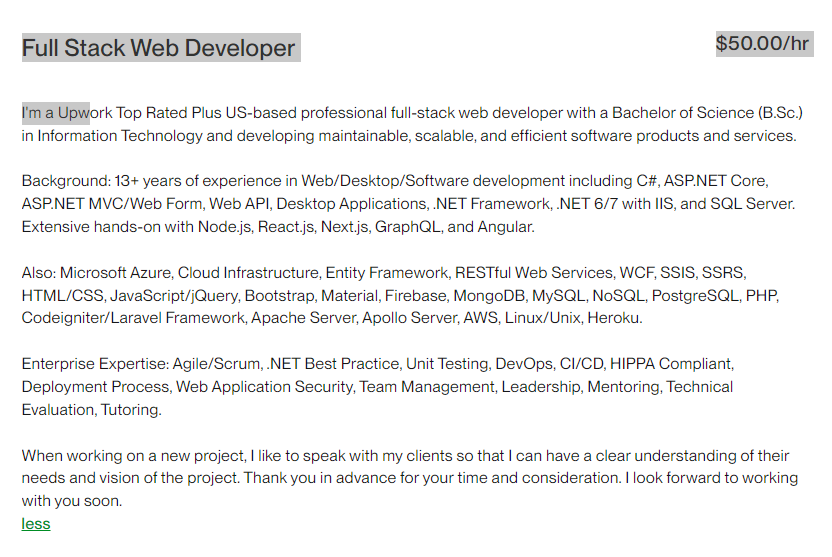 Full Stack Web Developer
$50.00/hr
I'm a Upwork Top Rated Plus US-based professional full-stack web developer with a Bachelor of Science (B.Sc.)
in Information Technology and developing maintainable, scalable, and efficient software products and services.
Background: 13+ years of experience in Web/Desktop/Software development including C#, ASP.NET Core,
ASP.NET MVC/Web Form, Web API, Desktop Applications, .NET Framework, .NET 6/7 with IIS, and SQL Server.
Extensive hands-on with Node.js, React.js, Next.js, GraphQL, and Angular.
Also: Microsoft Azure, Cloud Infrastructure, Entity Framework, RESTful Web Services, WCF, SSIS, SSRS,
HTML/CSS, JavaScript/jQuery, Bootstrap, Material, Firebase, MongoDB, MySQL, NoSQL, PostgreSQL, PHP,
Codeigniter/Laravel Framework, Apache Server, Apollo Server, AWS, Linux/Unix, Heroku.
Enterprise Expertise: Agile/Scrum, .NET Best Practice, Unit Testing, DevOps, CI/CD, HIPPA Compliant,
Deployment Process, Web Application Security, Team Management, Leadership, Mentoring, Technical
Evaluation, Tutoring.
When working on a new project, I like to speak with my clients so that I can have a clear understanding of their
needs and vision of the project. Thank you in advance for your time and consideration. I look forward to working
with you soon.
less